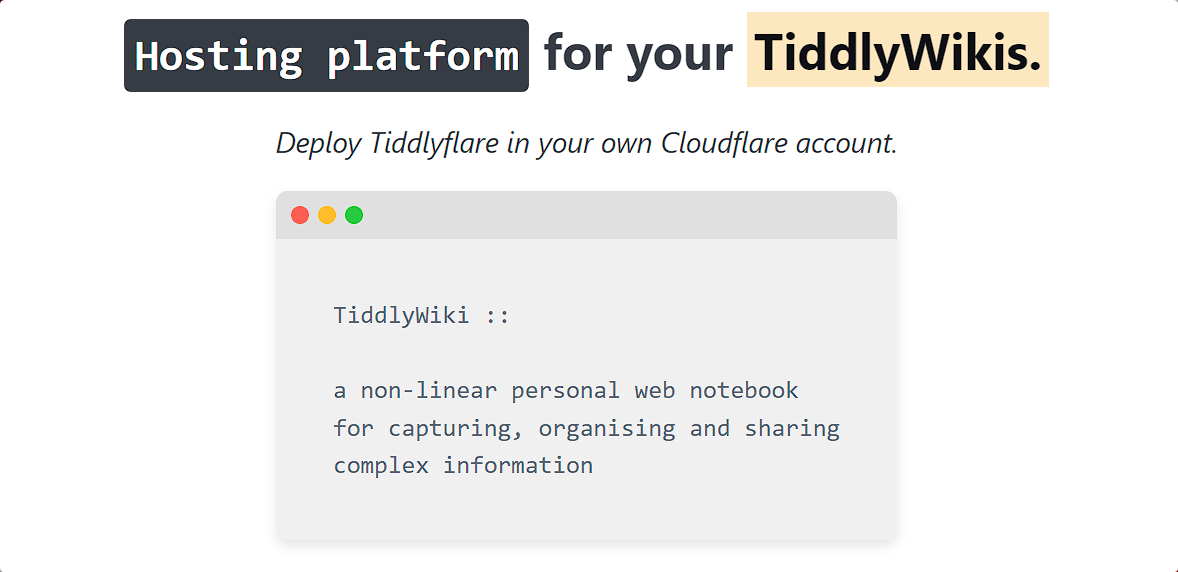 Hosting platform for your TiddlyWikis.
Deploy Tiddlyflare in your own Cloudflare account.
TiddlyWiki ::
a non-linear personal web notebook
for capturing, organising and sharing
complex information